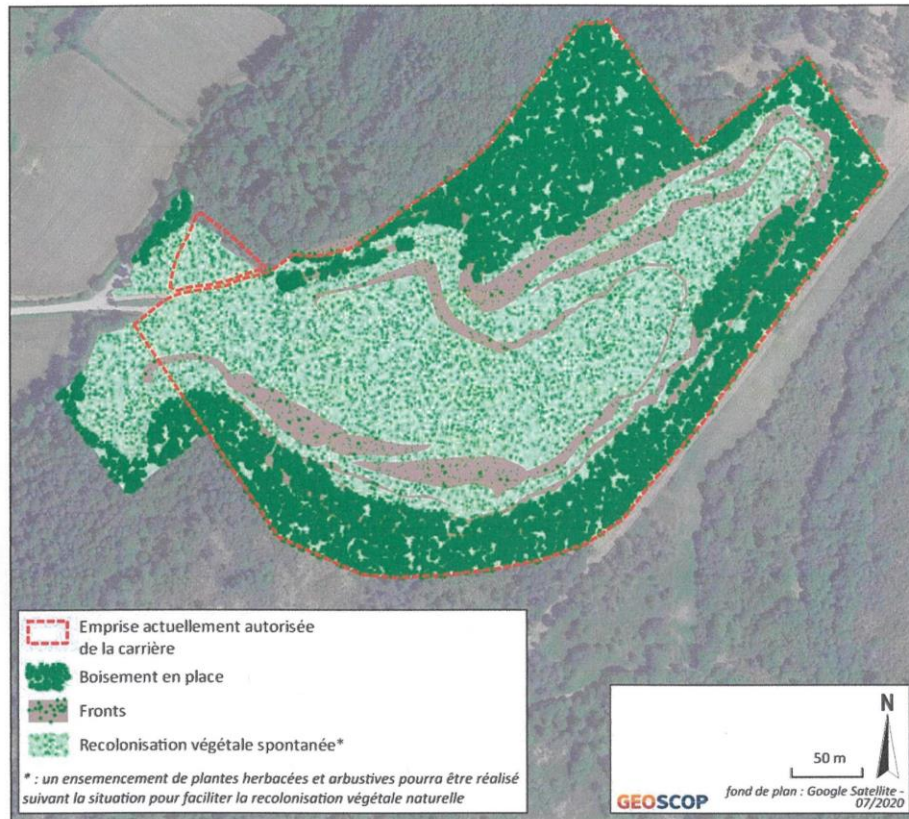 Emprise actuellement autorisée
de la carrière
Boisement en place
Fronts
Recolonisation végétale spontanée*
* : un ensemencement de plantes herbacées et arbustives pourra être réalisé
suivant la situation pour faciliter la recolonisation végétale naturelle
N
50 m
GEOSCOP
fond de plan : Google Satellite -
07/2020